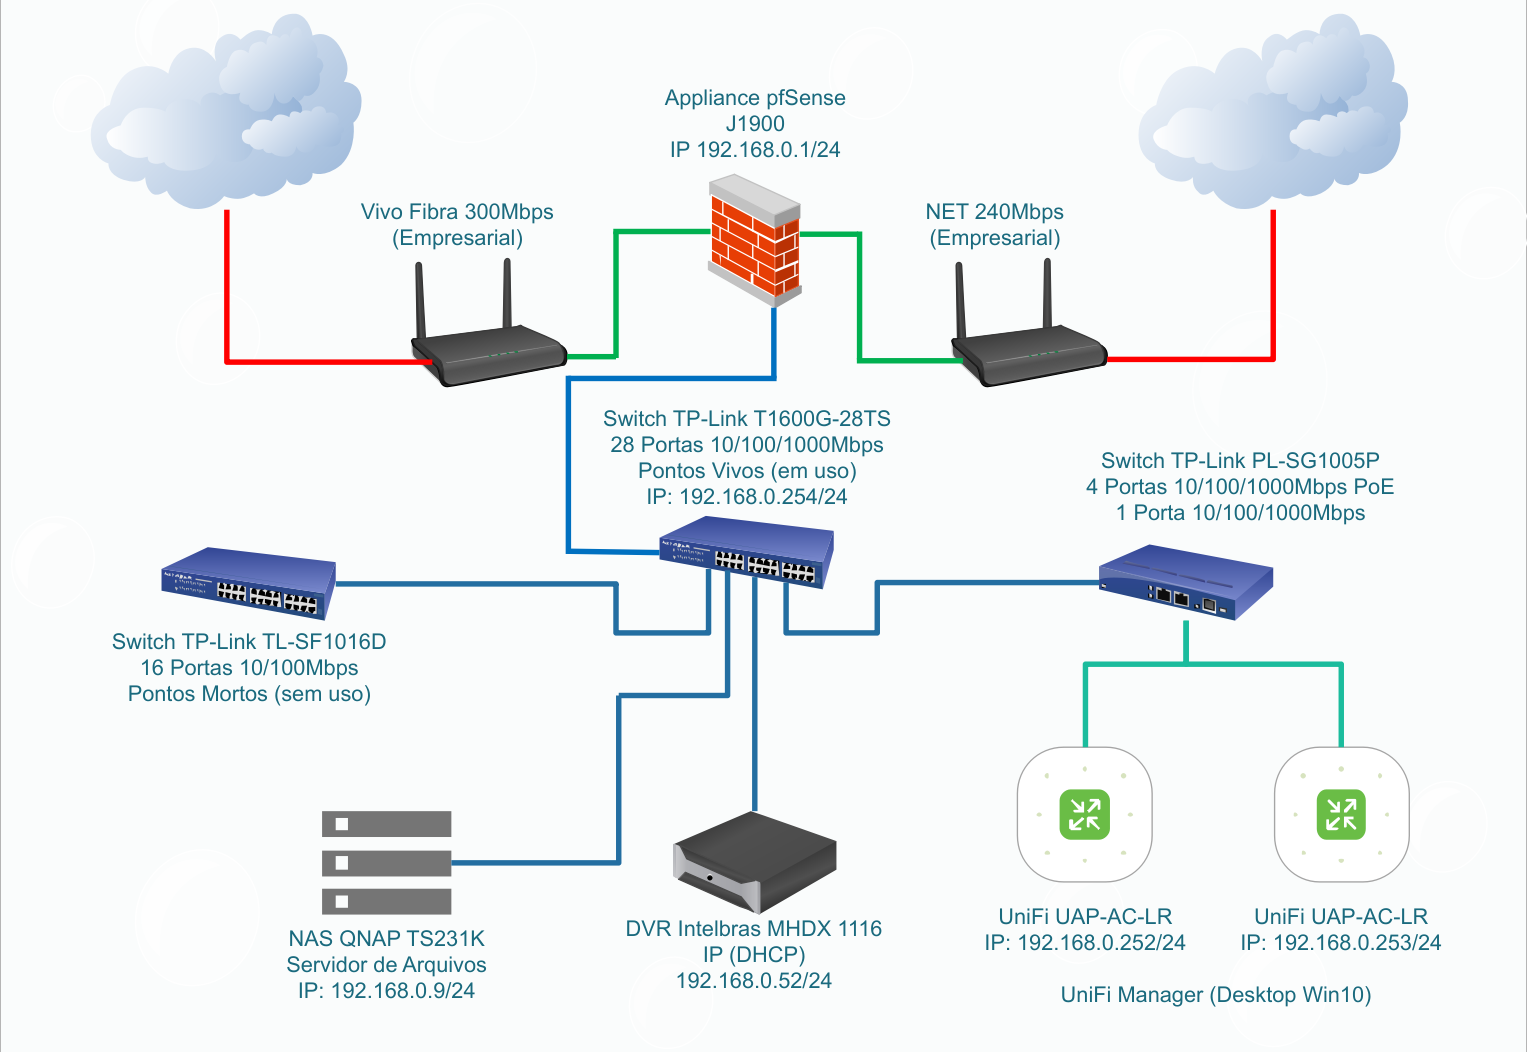 Appliance pfSense
J1900
IP 192.168.0.1/24
Vivo Fibra 300Mbps
(Empresarial)
NET 240Mbps
(Empresarial)
Switch TP-Link T1600G-28TS
28 Portas 10/100/1000Mbps
Pontos Vivos (em uso)
IP: 192.168.0.254/24
Switch TP-Link PL-SG1005P
4 Portas 10/100/1000Mbps PoE
1 Porta 10/100/1000Mbps
Switch TP-Link TL-SF1016D
16 Portas 10/100Mbps
Pontos Mortos (sem uso)
NAS QNAP TS231K
Servidor de Arquivos
IP: 192.168.0.9/24
DVR Intelbras MHDX 1116
IP (DHCP)
192.168.0.52/24
UniFi UAP-AC-LR
IP: 192.168.0.252/24
UniFi UAP-AC-LR
IP: 192.168.0.253/24
UniFi Manager (Desktop Win10)